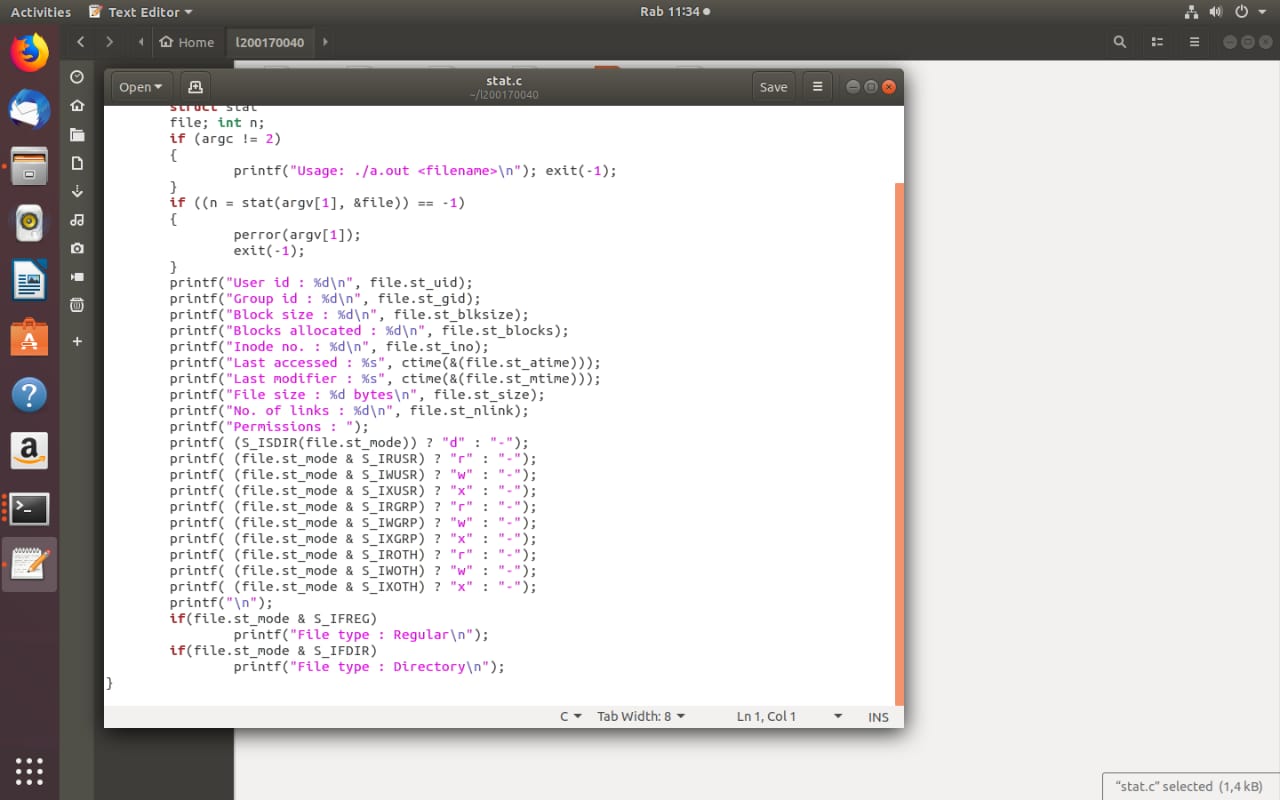 Activities
Text Editor
Rab 11:34
Home
l200170040
Open
stat.c
~/l200170040
Save
struct stat
file; int n;
if (argc != 2)
{
printf("Usage: ./a.out <filename>\n"); exit(-1);
}
if ((n = stat(argv[1], &file)) == -1)
{
perror(argv[1]);
exit(-1);
}
printf("User id : %d\n", file.st_uid);
printf("Group id : %d\n", file.st_gid);
printf("Block size : %d\n", file.st_blksize);
printf("Blocks allocated : %d\n", file.st_blocks);
printf("Inode no. : %d\n", file.st_ino);
printf("Last accessed : %s", ctime(&(file.st_atime)));
printf("Last modifier : %s", ctime(&(file.st_mtime)));
printf("File size : %d bytes\n", file.st_size);
printf("No. of links : %d\n", file.st_nlink);
printf("Permissions : ");
printf( (S_ISDIR(file.st_mode)) ? "d" : "-");
printf( (file.st_mode & S_IRUSR) ? "r" : "-");
printf( (file.st_mode & S_IWUSR) ? "w" : "-");
printf( (file.st_mode & S_IXUSR) ? "x" : "-");
printf( (file.st_mode & S_IRGRP) ? "r" : "-");
printf( (file.st_mode & S_IWGRP) ? "w" : "-");
printf( (file.st_mode & S_IXGRP) ? "x" : "-");
printf( (file.st_mode & S_IROTH) ? "r" : "-");
printf( (file.st_mode & S_IWOTH) ? "w" : "-");
printf( (file.st_mode & S_IXOTH) ? "x" : "-");
printf("\n");
if(file.st_mode & S_IFREG)
printf("File type : Regular\n");
if(file.st_mode & S_IFDIR)
printf("File type : Directory\n");
}
C
Tab Width: 8
Ln 1, Col 1
INS
"stat.c" selected (1,4 kB)